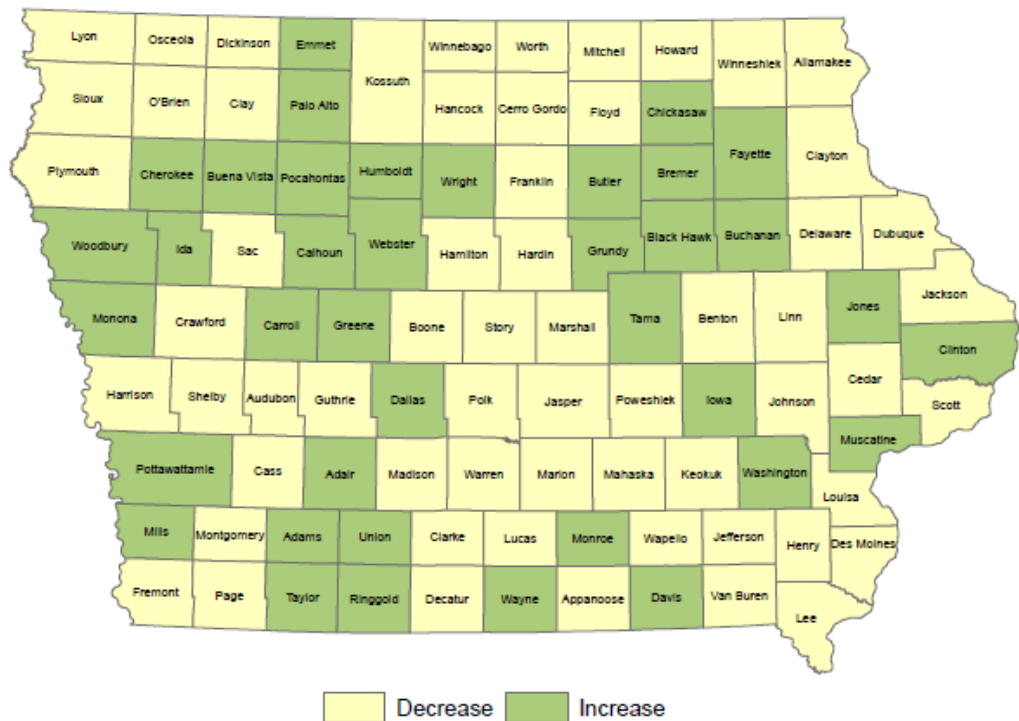 Lyon Osceola Dickinson Emmet Winnebago Worth Mitchell Howard
Kossuth Winneshiek Allamakee
Sioux O'Brien Clay Palo Alto Hancock Cerro Gordo Floyd Chickasaw
Plymouth Cherokee Buena Vista Pocahontas Humboldt Wright Franklin Butler Bremer Fayette Clayton
Woodbury Ida Sac Calhoun Webster Hamilton Hardin Grundy Black Hawk Buchanan Delaware Dubuque
Monona Crawford Carroll Greene Boone Story Marshall Tama Benton Linn Jones Jackson
Clinton
Harrison Shelby Audubon Guthrie Dallas Polk Jasper Poweshiek Iowa Johnson Cedar Scott
Muscatine
Pottawattamie Cass Adair Madison Warren Marion Mahaska Keokuk Washington
Louisa
Mills Montgomery Adams Union Clarke Lucas Monroe Wapello Jefferson Henry Des Moines
Fremont Page Taylor Ringgold Decatur Wayne Appanoose Davis Van Buren Lee
Decrease Increase